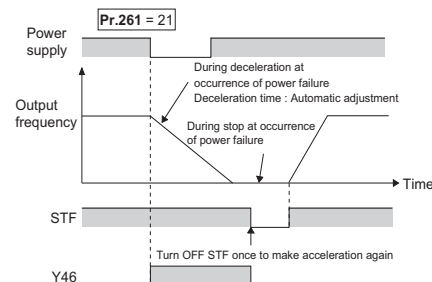 Pr.261 = 21
Power
supply
During deceleration at
occurrence of power failure
Deceleration time : Automatic adjustment
Output
frequency
During stop at occurrence
of power failure
Time
STF
Turn OFF STF once to make acceleration again
Y46